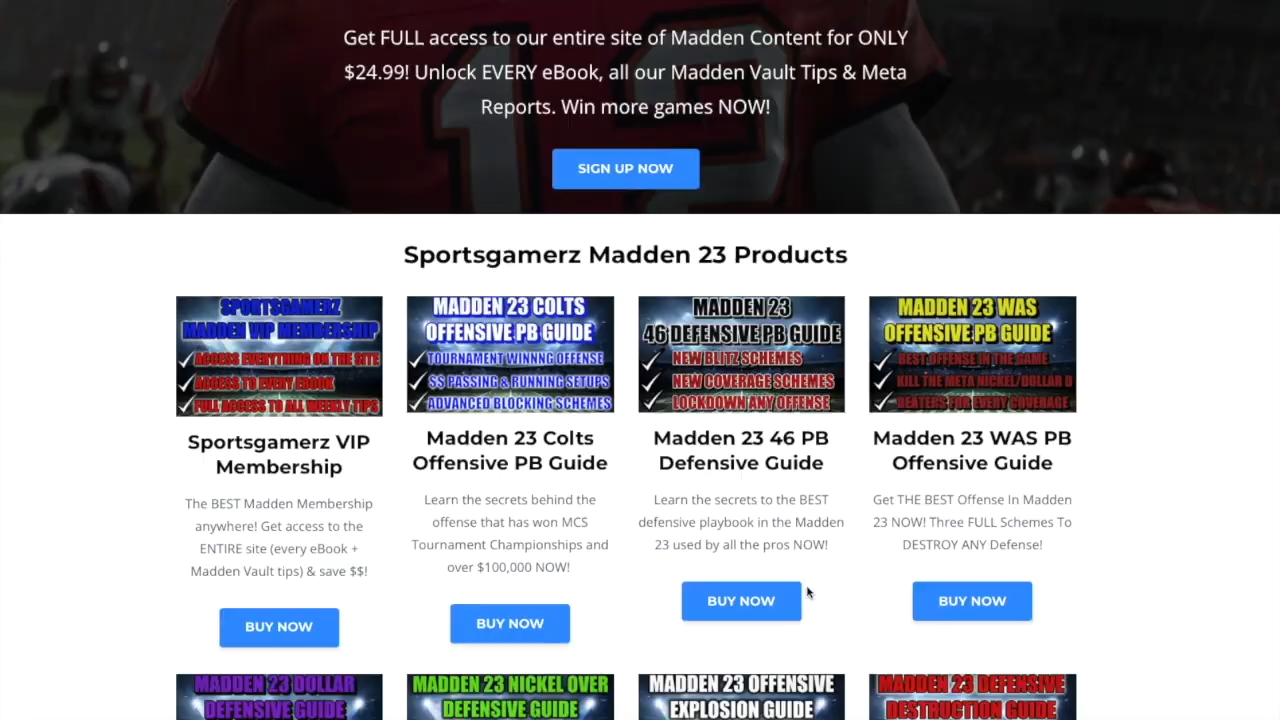 Get FULL access to our entire site of Madden Content for ONLY
$24.99! Unlock EVERY eBook, all our Madden Vault Tips & Meta
Reports. Win more games NOW!
SIGN UP NOW
Sportsgamerz Madden 23 Products
SPORTSGAMERZ
MADDEN VIP MEMBERSHIP
ACCESS EVERYTHING ON THE SITE
ACCESS TO EVERY EBOOK
FULL ACCESS TO ALL WEEKLY TIPS
Sportsgamerz VIP
Membership
The BEST Madden Membership
anywhere! Get access to the
ENTIRE site (every eBook +
Madden Vault tips) & save $$!
BUY NOW
MADDEN 23 COLTS
OFFENSIVE PB GUIDE
TOURNAMENT WINNNG OFFENSE
SS PASSING & RUNNING SETUPS
ADVANCED BLOCKING SCHEMES
Madden 23 Colts
Offensive PB Guide
Learn the secrets behind the
offense that has won MCS
Tournament Championships and
over $100,000 NOW!
BUY NOW
MADDEN 23
46 DEFENSIVE PB GUIDE
NEW BLITZ SCHEMES
NEW COVERAGE SCHEMES
LOCKDOWN ANY OFFENSE
Madden 23 46 PB
Defensive Guide
Learn the secrets to the BEST
defensive playbook in the Madden
23 used by all the pros NOW!
BUY NOW
MADDEN 23 WAS
OFFENSIVE PB GUIDE
BEST OFFENSE IN THE GAME
KILL THE META NICKEL/DOLLAR D
BEATERS FOR EVERY COVERAGE
Madden 23 WAS PB
Offensive Guide
Get THE BEST Offense In Madden
23 NOW! Three FULL Schemes To
DESTROY ANY Defense!
BUY NOW
MADDEN 23 DOLLAR
DEFENSIVE GUIDE
MADDEN 23 NICKEL OVER
DEFENSIVE GUIDE
MADDEN 23 OFFENSIVE
EXPLOSION GUIDE
MADDEN 23 DEFENSIVE
DESTRUCTION GUIDE